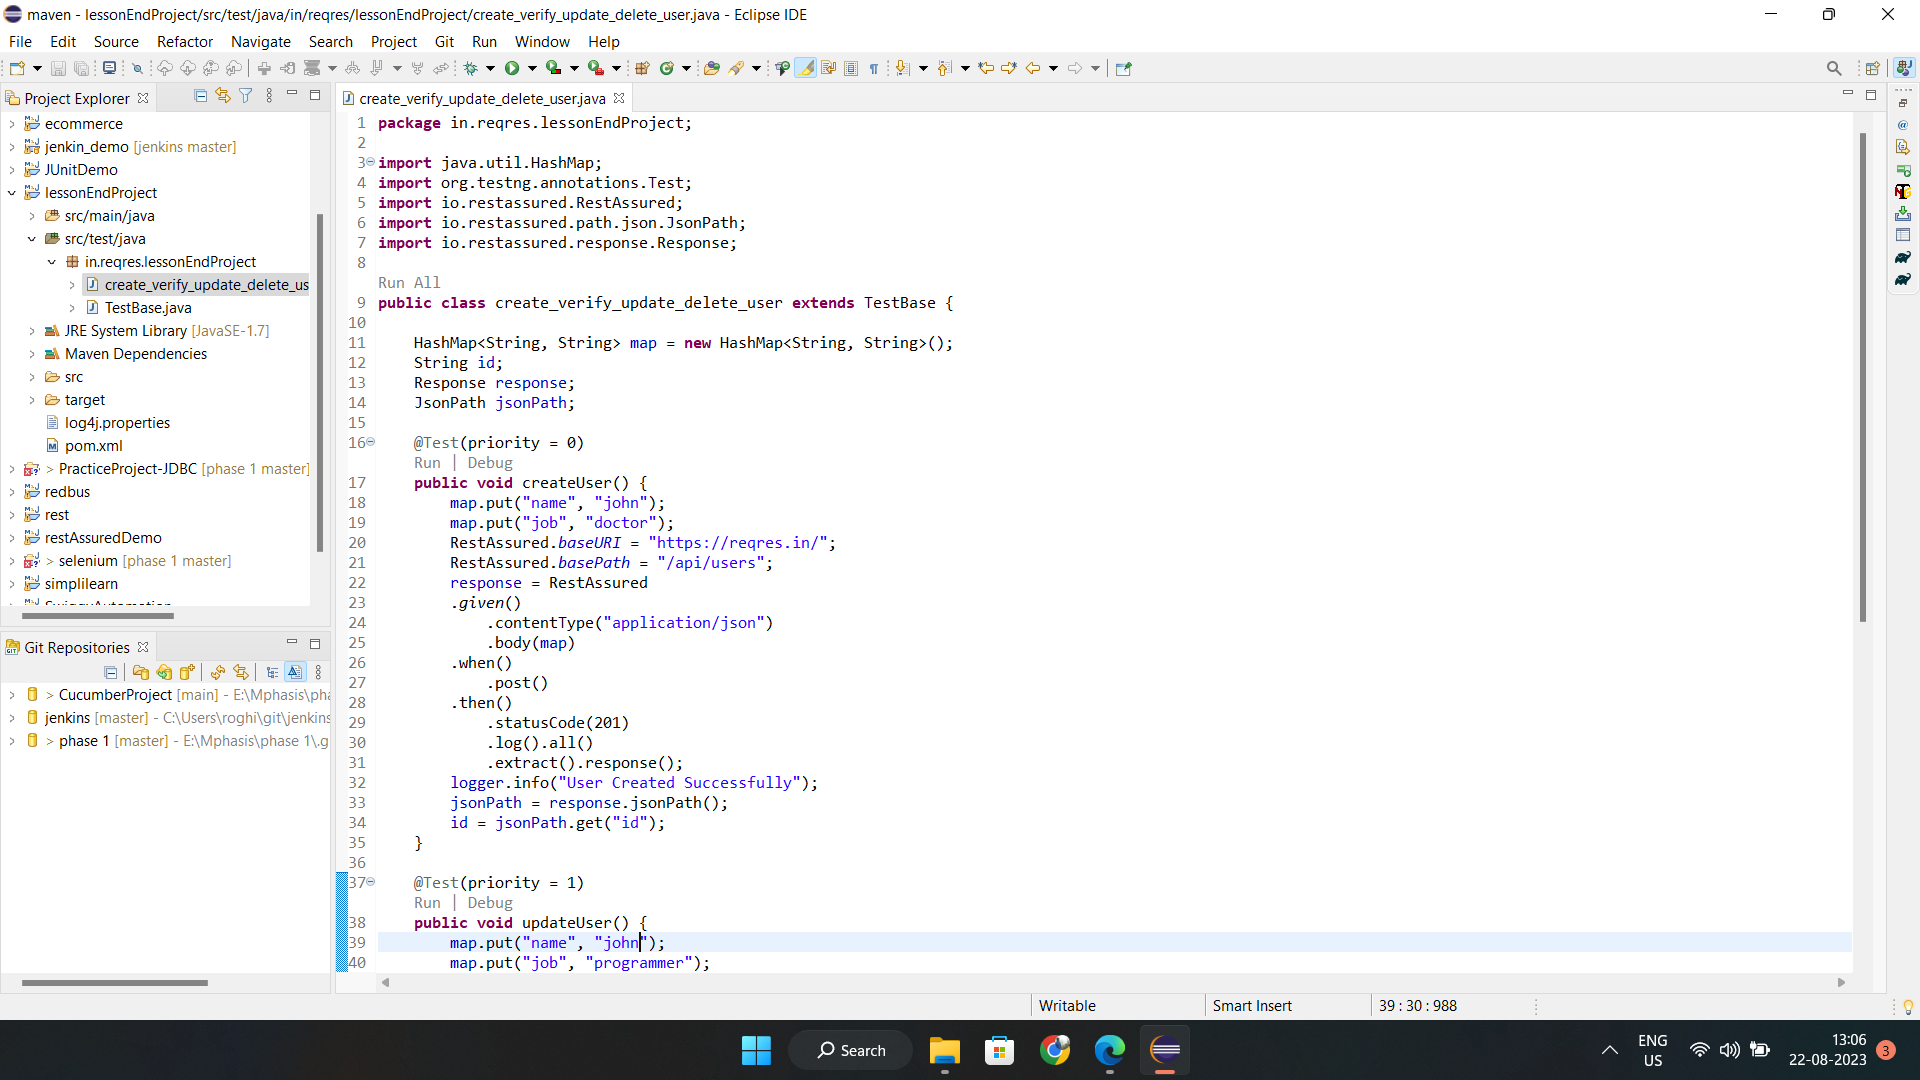 maven - lessonEndProject/src/test/java/in/reqres/lessonEndProject/create_verify_update_delete_user.java - Eclipse IDE
File Edit Source Refactor Navigate Search Project Git Run Window Help
Project Explorer
ecommerce
jenkin_demo [jenkins master]
JUnitDemo
lessonEndProject
src/main/java
src/test/java
in.reqres.lessonEndProject
create_verify_update_delete_us
TestBase.java
JRE System Library [JavaSE-1.7]
Maven Dependencies
src
target
log4j.properties
pom.xml
> PracticeProject-JDBC [phase 1 master]
redbus
rest
restAssuredDemo
> selenium [phase 1 master]
simplilearn
Git Repositories
> CucumberProject [main] - E:\Mphasis\pha
jenkins [master] - C:\Users\roghi\git\jenkins
> phase 1 [master] - E:\Mphasis\phase 1\.g
create_verify_update_delete_user.java
1 package in.reqres.lessonEndProject;
2
3 import java.util.HashMap;
4 import org.testng.annotations.Test;
5 import io.restassured.RestAssured;
6 import io.restassured.path.json.JsonPath;
7 import io.restassured.response.Response;
8
Run All
9 public class create_verify_update_delete_user extends TestBase {
10
11 HashMap<String, String> map = new HashMap<String, String>();
12 String id;
13 Response response;
14 JsonPath jsonPath;
15
16 @Test(priority = 0)
Run | Debug
17 public void createUser() {
18 map.put("name", "john");
19 map.put("job", "doctor");
20 RestAssured.baseURI = "https://reqres.in/";
21 RestAssured.basePath = "/api/users";
22 response = RestAssured
23 .given()
24 .contentType("application/json")
25 .body(map)
26 .when()
27 .post()
28 .then()
29 .statusCode(201)
30 .log().all()
31 .extract().response();
32 logger.info("User Created Successfully");
33 jsonPath = response.jsonPath();
34 id = jsonPath.get("id");
35 }
36
37 @Test(priority = 1)
Run | Debug
38 public void updateUser() {
39 map.put("name", "john");
40 map.put("job", "programmer");
Writable Smart Insert 39 : 30 : 988
Search
ENG
US
13:06
22-08-2023
3